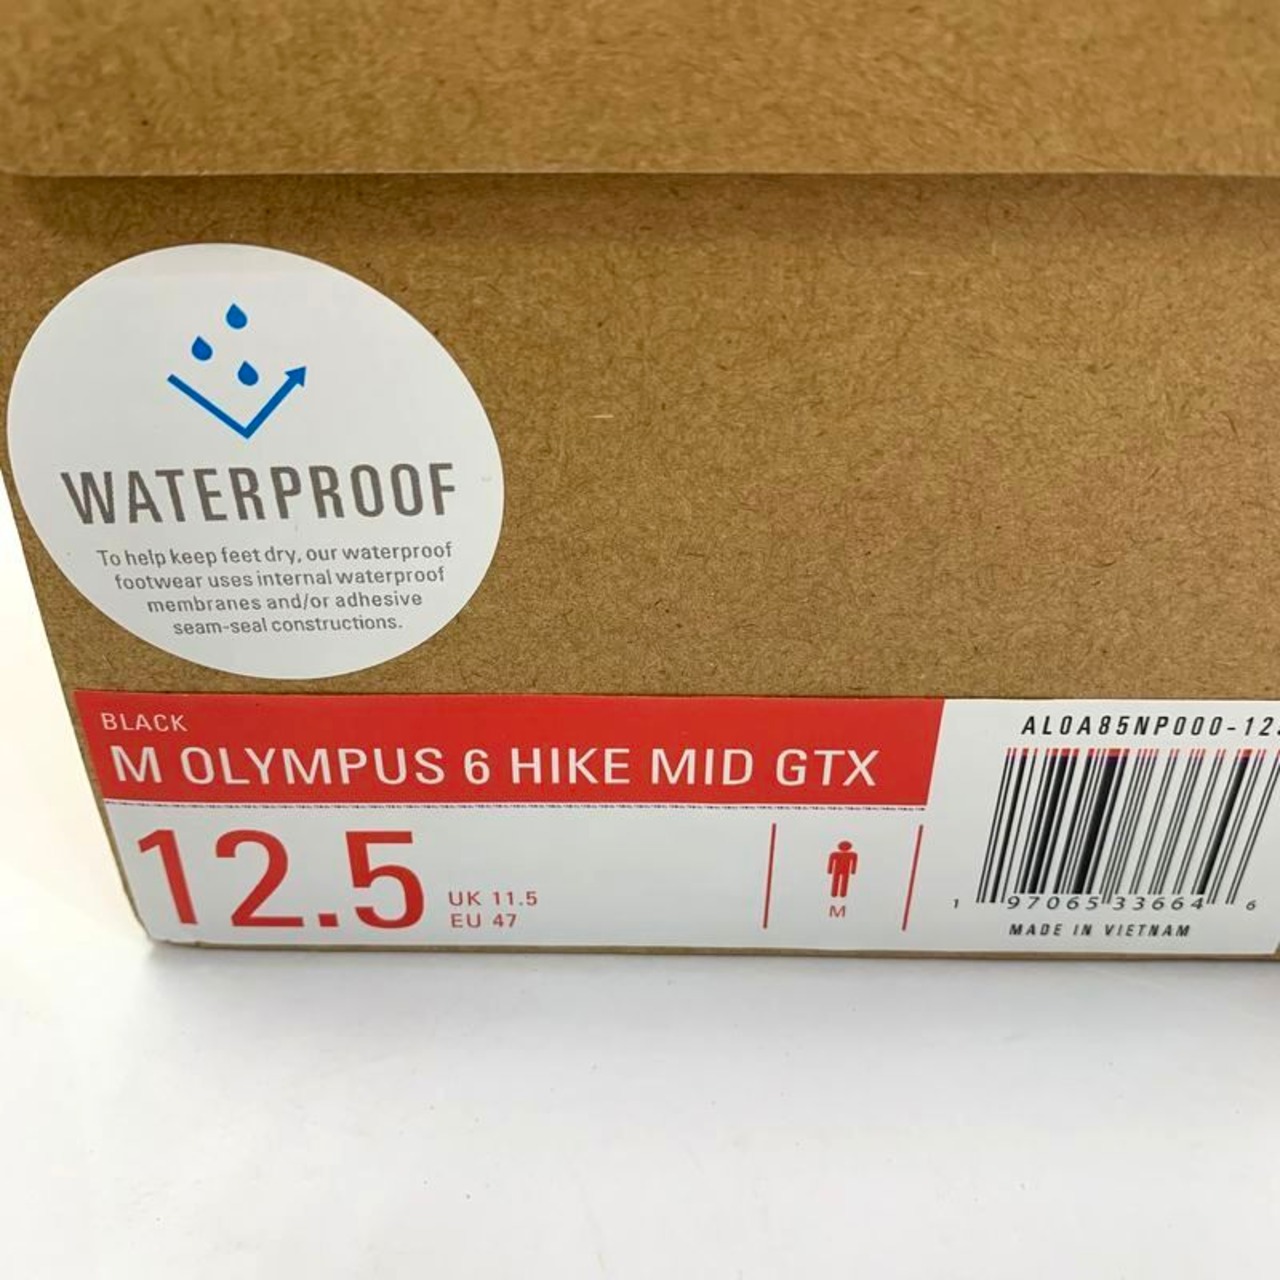 WATERPROOF
To help keep feet dry, our waterproof
footwear uses internal waterproof
membranes and/or adhesive
seam-seal constructions.
BLACK
M OLYMPUS 6 HIKE MID GTX
12.5
UK 11.5
EU 47
M
AL0A85NP000-12
1 97065 33664 6
MADE IN VIETNAM